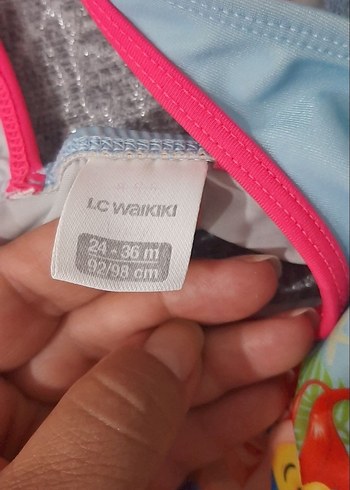 LC WAIKIKI
24 - 36 m
92/98 cm